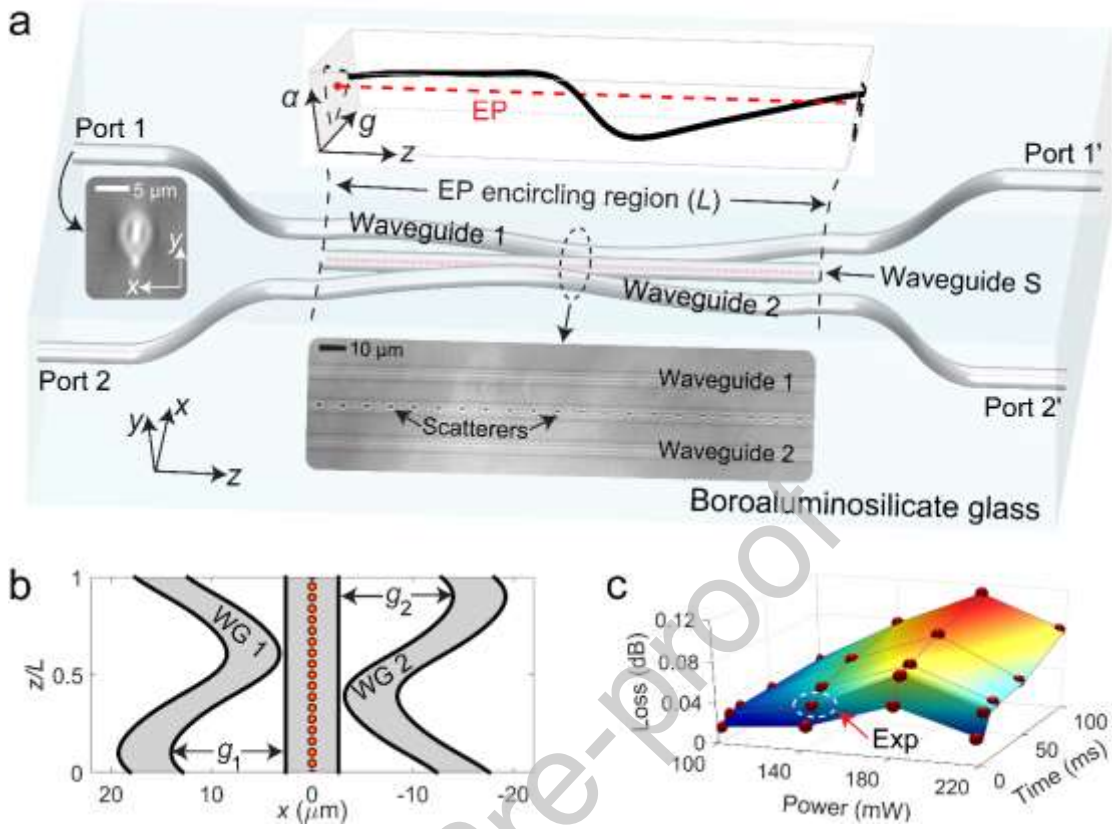 a
Port 1
5 μm
y
x
α
g
z
EP
EP encircling region (L)
Port 1'
Waveguide 1
Waveguide S
Waveguide 2
Port 2
Port 2'
10 μm
Waveguide 1
Scatterers
Waveguide 2
y
x
z
Boroaluminosilicate glass
Pre-proof
b
1
g2
WG 1
z/L
0.5
WG 2
g1
0
20 10 0 -10 -20
x (μm)
c
0.12
0.08
0.04
0
Loss (dB)
Exp
100 140 180 220
Power (mW)
0 50 100
Time (ms)